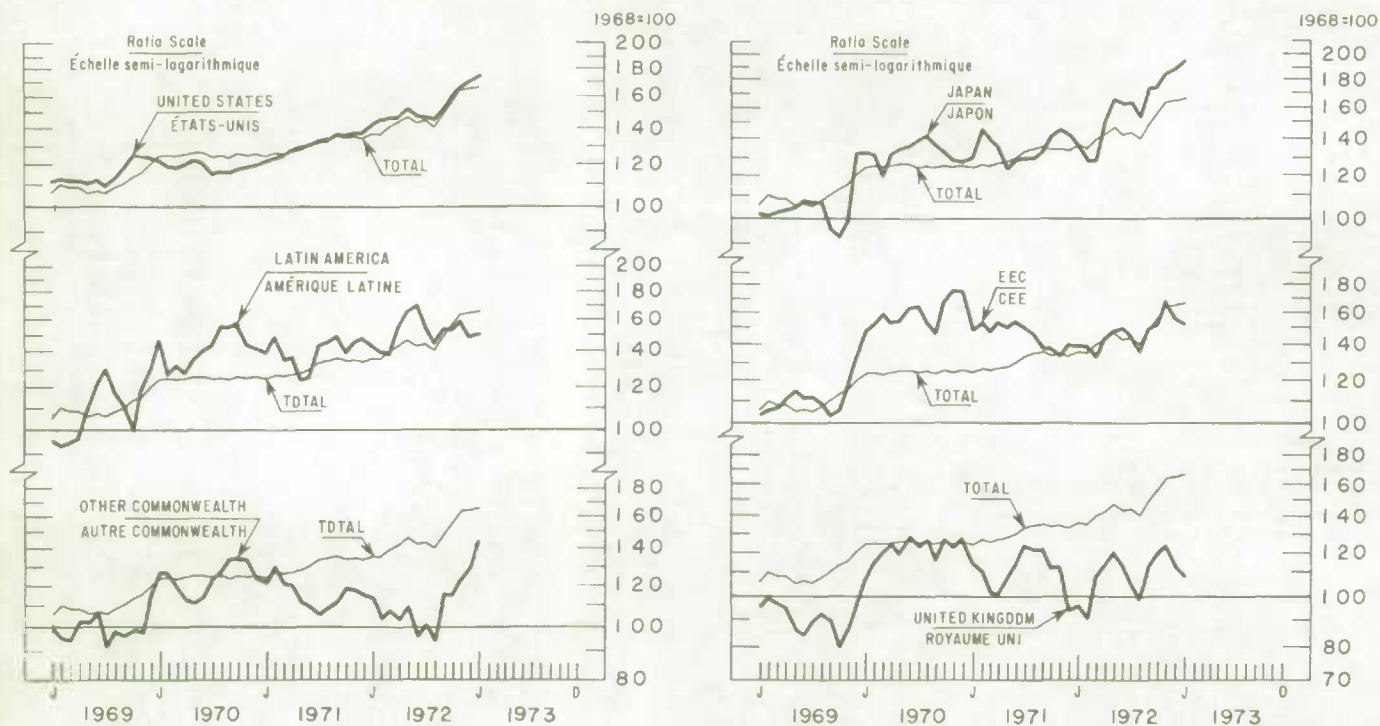 1968=100
Ratio Scale
Échelle semi-logarithmique
UNITED STATES
ÉTATS-UNIS
TOTAL
200
180
160
140
120
100
LATIN AMERICA
AMÉRIQUE LATINE
TOTAL
200
180
160
140
120
100
OTHER COMMONWEALTH
AUTRE COMMONWEALTH
TOTAL
180
160
140
120
100
80
J J J J J D
1969 1970 1971 1972 1973
1968=100
Ratio Scale
Échelle semi-logarithmique
JAPAN
JAPON
TOTAL
200
180
160
140
120
100
EEC
CEE
TOTAL
180
160
140
120
100
TOTAL
UNITED KINGDOM
ROYAUME UNI
180
160
140
120
100
80
70
J J J J J D
1969 1970 1971 1972 1973